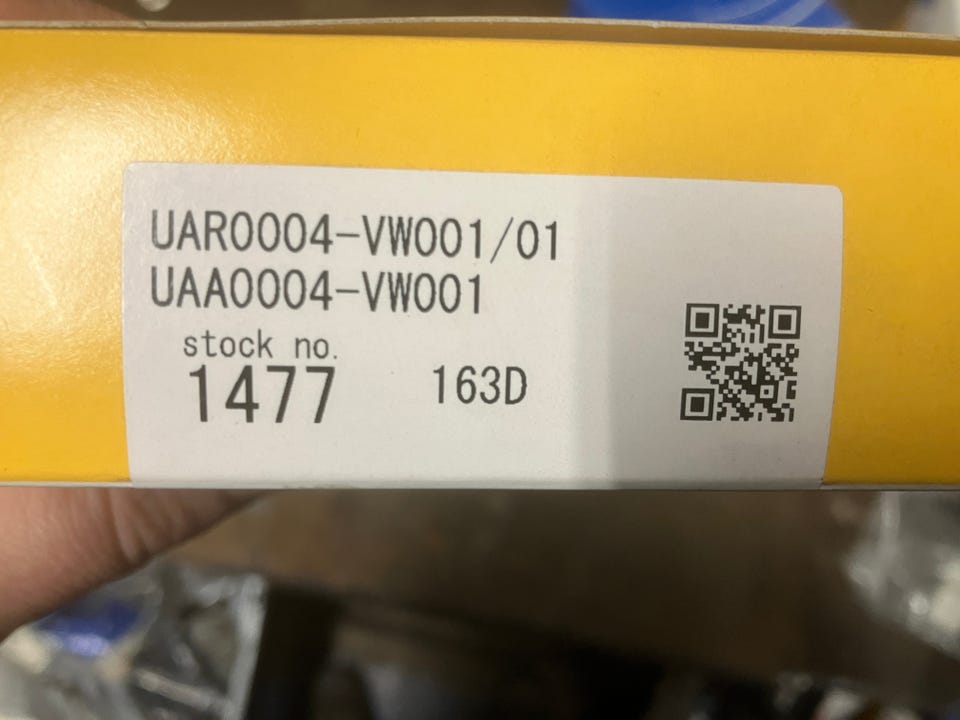 UAR0004-VW001/01
UAA0004-VW001
stock no.
1477 163D